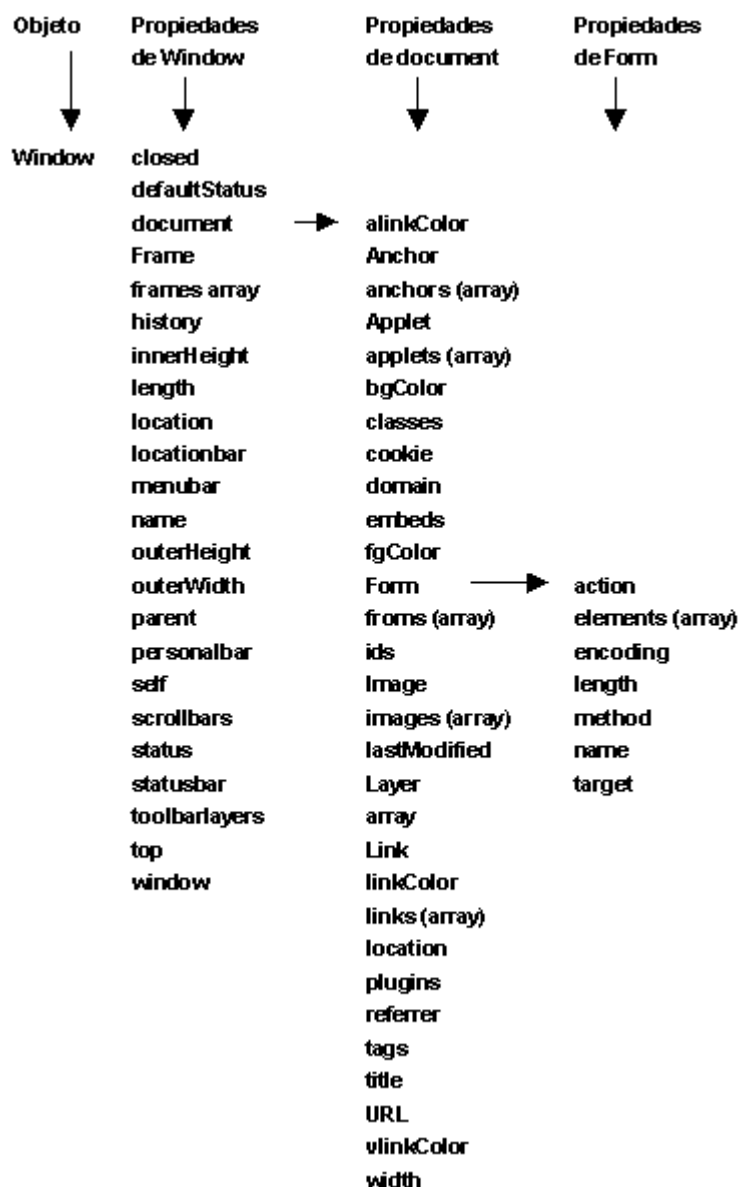 Objeto Propiedades Propiedades Propiedades
de Window de document de Form
Window closed
defaultStatus
document alinkColor
Frame Anchor
frames array anchors (array)
history Applet
innerHeight applets (array)
length bgColor
location classes
locationbar cookie
menubar domain
name embeds
outerHeight fgColor
outerWidth Form action
parent froms (array) elements (array)
personalbar ids encoding
self Image length
scrollbars images (array) method
status lastModified name
statusbar Layer target
toolbarlayers array
top Link
window linkColor
links (array)
location
plugins
referrer
tags
title
URL
vlinkColor
width